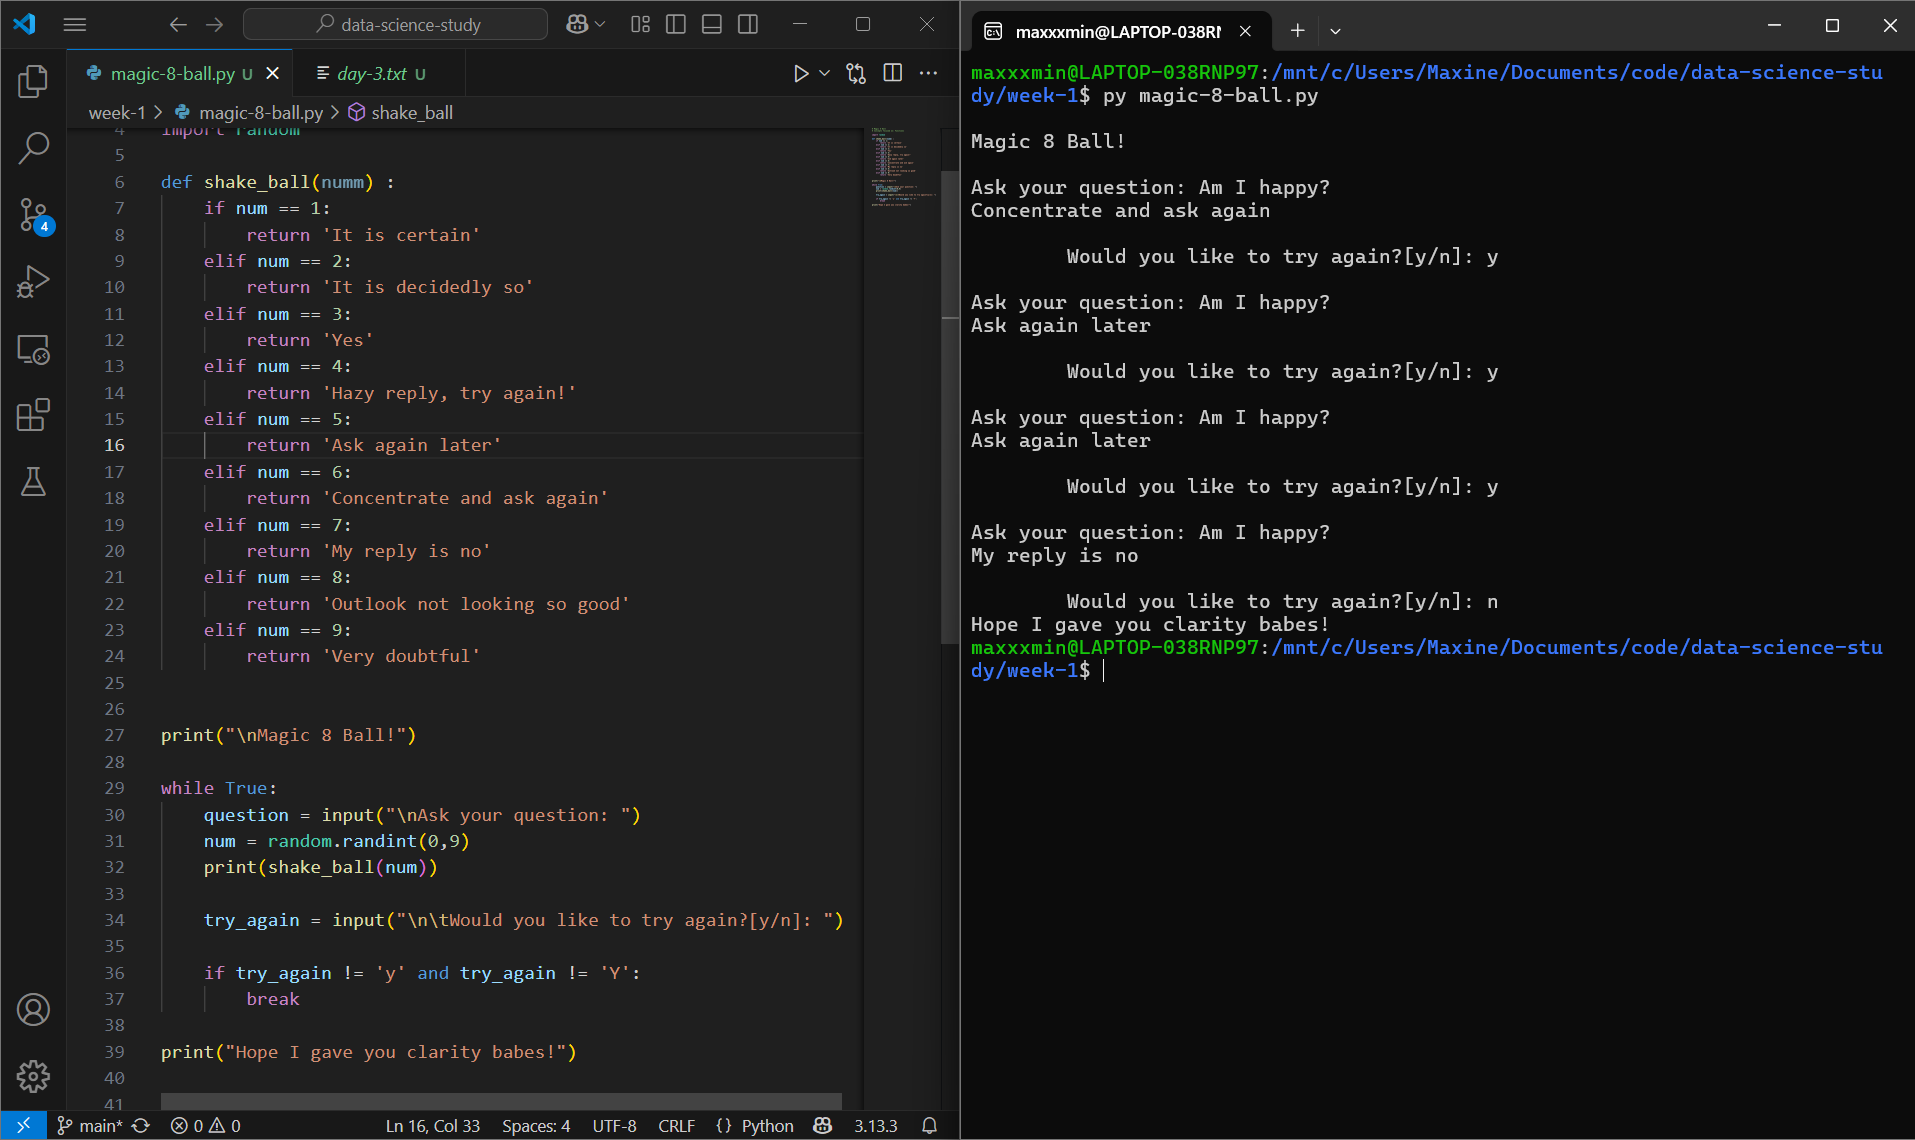 data-science-study
magic-8-ball.py U
day-3.txt U
week-1 > magic-8-ball.py > shake_ball
4 import random
5
6 def shake_ball(numm) :
7 if num == 1:
8 return 'It is certain'
9 elif num == 2:
10 return 'It is decidedly so'
11 elif num == 3:
12 return 'Yes'
13 elif num == 4:
14 return 'Hazy reply, try again!'
15 elif num == 5:
16 return 'Ask again later'
17 elif num == 6:
18 return 'Concentrate and ask again'
19 elif num == 7:
20 return 'My reply is no'
21 elif num == 8:
22 return 'Outlook not looking so good'
23 elif num == 9:
24 return 'Very doubtful'
25
26
27 print("\nMagic 8 Ball!")
28
29 while True:
30 question = input("\nAsk your question: ")
31 num = random.randint(0,9)
32 print(shake_ball(num))
33
34 try_again = input("\n\tWould you like to try again?[y/n]: ")
35
36 if try_again != 'y' and try_again != 'Y':
37 break
38
39 print("Hope I gave you clarity babes!")
40
41
4
main* 0 0 Ln 16, Col 33 Spaces: 4 UTF-8 CRLF {} Python 3.13.3
maxxxmin@LAPTOP-038RN
maxxxmin@LAPTOP-038RNP97:/mnt/c/Users/Maxine/Documents/code/data-science-stu
dy/week-1$ py magic-8-ball.py
Magic 8 Ball!
Ask your question: Am I happy?
Concentrate and ask again
Would you like to try again?[y/n]: y
Ask your question: Am I happy?
Ask again later
Would you like to try again?[y/n]: y
Ask your question: Am I happy?
Ask again later
Would you like to try again?[y/n]: y
Ask your question: Am I happy?
My reply is no
Would you like to try again?[y/n]: n
Hope I gave you clarity babes!
maxxxmin@LAPTOP-038RNP97:/mnt/c/Users/Maxine/Documents/code/data-science-stu
dy/week-1$